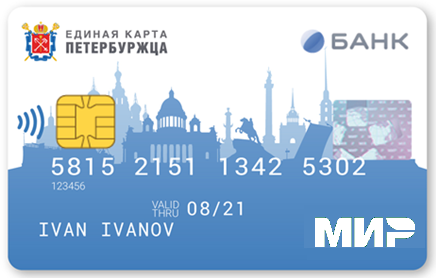 ЕДИНАЯ КАРТА
ПЕТЕРБУРЖЦА
БАНК
5815 2151 1342 5302
123456
VALID
THRU 08/21
IVAN IVANOV
МИР